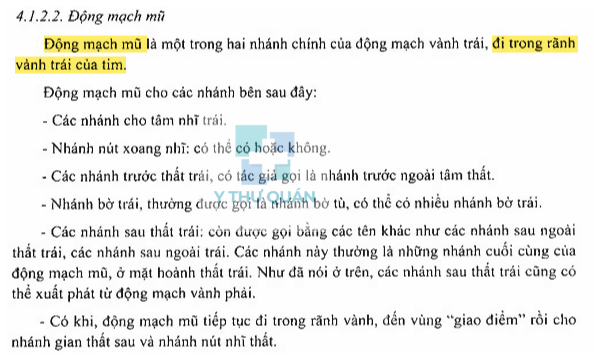 4.1.2.2. Động mạch mũ
Động mạch mũ là một trong hai nhánh chính của động mạch vành trái, đi trong rãnh
vành trái của tim.
Động mạch mũ cho các nhánh bên sau đây:
- Các nhánh cho tâm nhĩ trái.
- Nhánh nút xoang nhĩ: có thể có hoặc không.
- Các nhánh trước thất trái, có tác giả gọi là nhánh trước ngoài tâm thất.
Y THƯ QUÁN
- Nhánh bờ trái, thường được gọi là nhánh bờ tù, có thể có nhiều nhánh bờ trái.
- Các nhánh sau thất trái: còn được gọi bằng các tên khác như các nhánh sau ngoài
thất trái, các nhánh sau ngoài trái. Các nhánh này thường là những nhánh cuối cùng của
động mạch mũ, ở mặt hoành thất trái. Như đã nói ở trên, các nhánh sau thất trái cũng có
thể xuất phát từ động mạch vành phải.
- Có khi, động mạch mũ tiếp tục đi trong rãnh vành, đến vùng “giao điểm” rồi cho
nhánh gian thất sau và nhánh nút nhĩ thất.